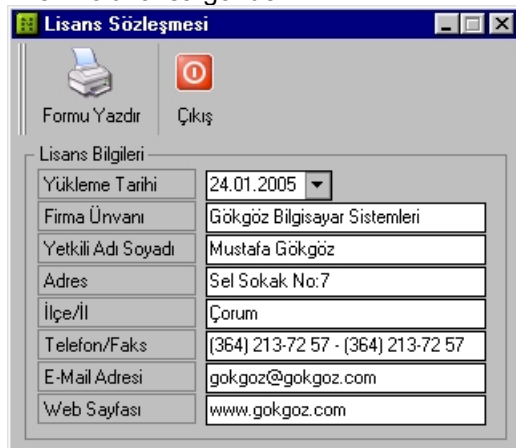 Lisans Sözleşmesi
Formu Yazdır Çıkış
Lisans Bilgileri
Yükleme Tarihi 24.01.2005
Firma Ünvanı Gökgöz Bilgisayar Sistemleri
Yetkili Adı Soyadı Mustafa Gökgöz
Adres Sel Sokak No:7
İlçe/İl Çorum
Telefon/Faks (364) 213-72 57 - (364) 213-72 57
E-Mail Adresi gokgoz@gokgoz.com
Web Sayfası www.gokgoz.com